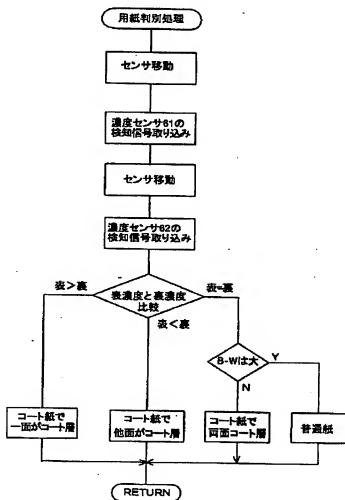 用紙判別処理
センサ移動
濃度センサ61の
検知信号取り込み
センサ移動
濃度センサ62の
検知信号取り込み
表>裏
表濃度と裏濃度
比較
表=裏
表<裏
B-Wは大
Y
N
コート紙で
一面がコート層
コート紙で
他面がコート層
コート紙で
両面コート層
普通紙
RETURN